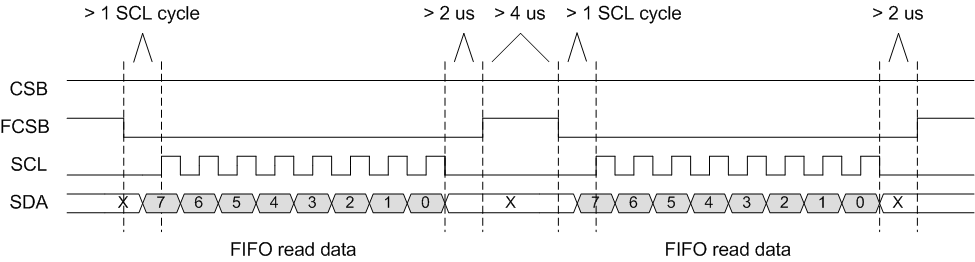 > 1 SCL cycle > 2 us > 4 us > 1 SCL cycle > 2 us
CSB
FCSB
SCL
SDA X 7 6 5 4 3 2 1 0 X 7 6 5 4 3 2 1 0 X
FIFO read data FIFO read data